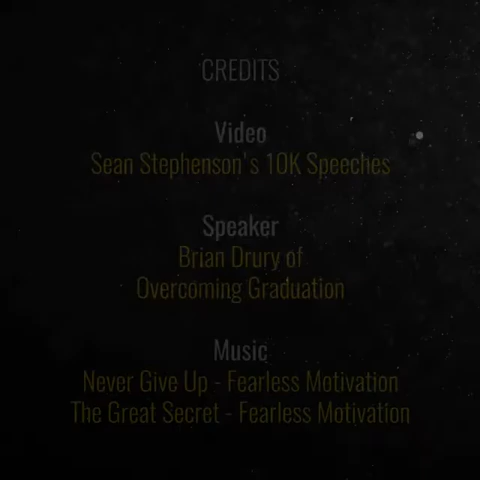 CREDITS
Video
Sean Stephenson's 10K Speeches
Speaker
Brian Drury of
Overcoming Graduation
Music
Never Give Up - Fearless Motivation
The Great Secret - Fearless Motivation